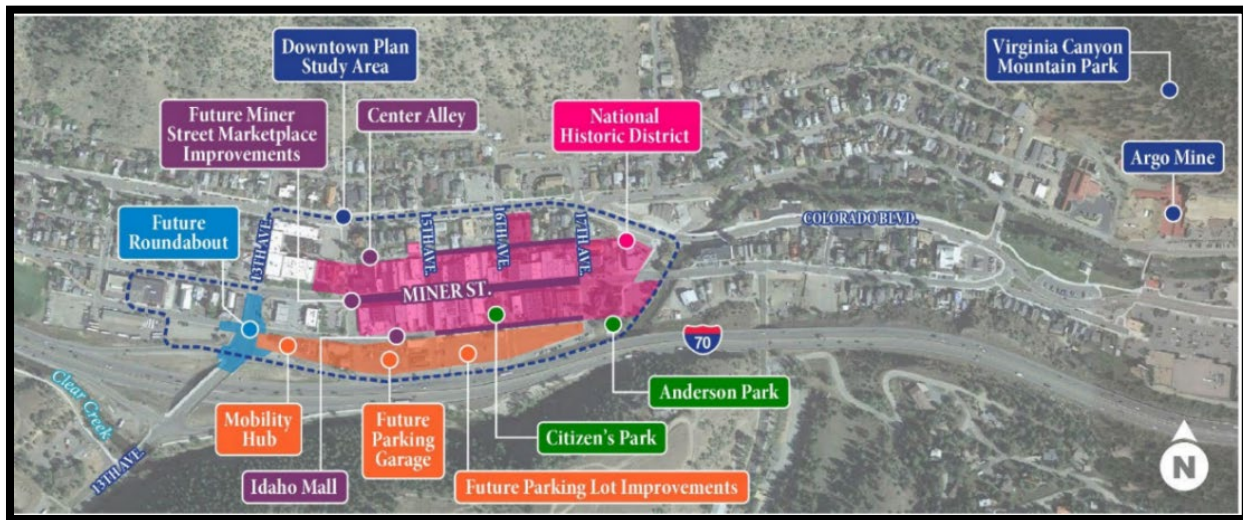 Downtown Plan
Study Area
Virginia Canyon
Mountain Park
Future Miner
Street Marketplace
Improvements
Center Alley
National
Historic District
Argo Mine
Future
Roundabout
13TH AVE.
15TH AVE.
16TH AVE.
17TH AVE.
COLORADO BLVD.
MINER ST.
70
Clear Creek
13TH AVE.
Mobility
Hub
Future
Parking
Garage
Anderson Park
Citizen's Park
Idaho Mall
Future Parking Lot Improvements
N